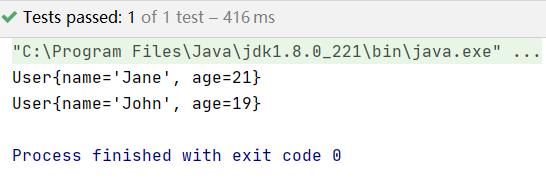 Tests passed: 1 of 1 test – 416 ms
"C:\Program Files\Java\jdk1.8.0_221\bin\java.exe" ...
User{name='Jane', age=21}
User{name='John', age=19}
Process finished with exit code 0